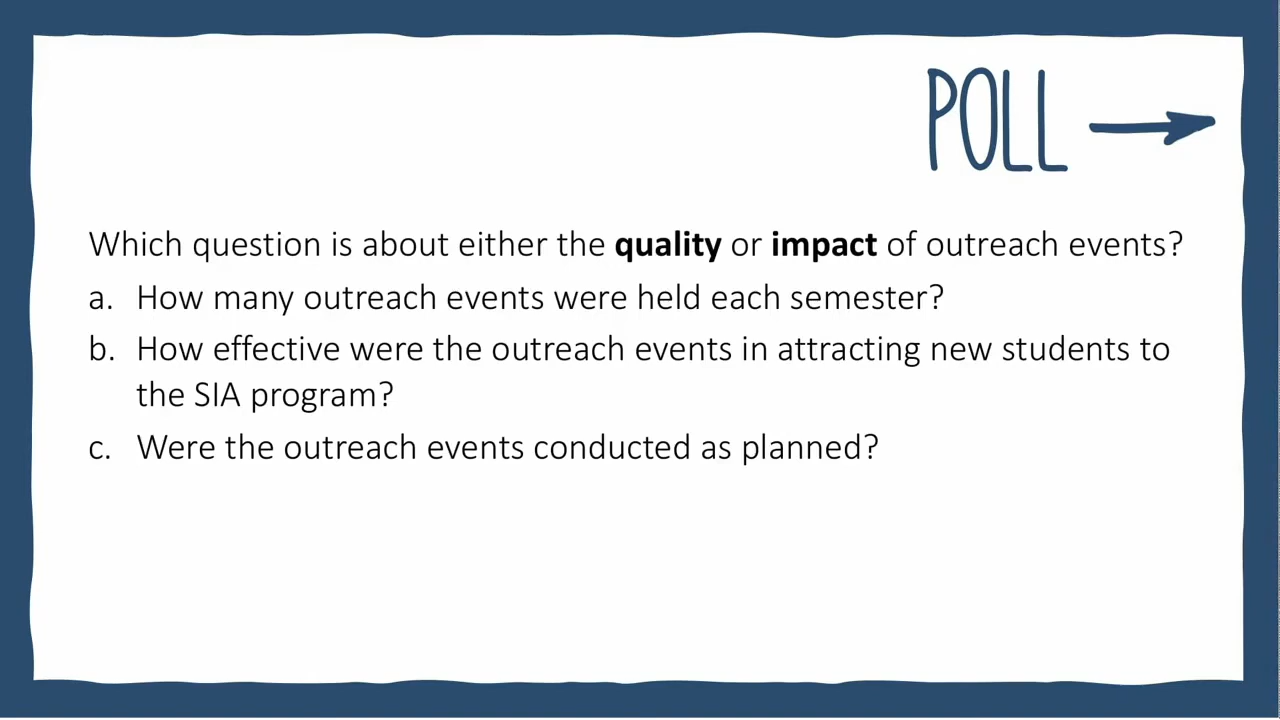 POLL
Which question is about either the quality or impact of outreach events?
a. How many outreach events were held each semester?
b. How effective were the outreach events in attracting new students to
the SIA program?
c. Were the outreach events conducted as planned?